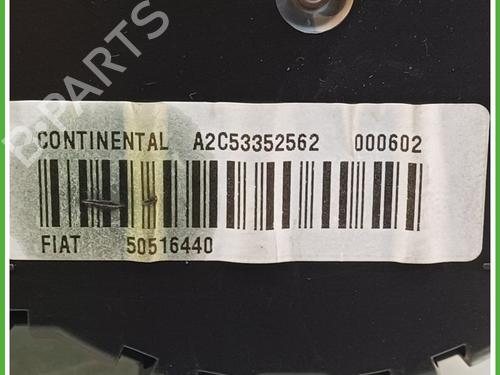 B-PARTS
CONTINENTAL A2C53352562 000602
FIAT 50516440